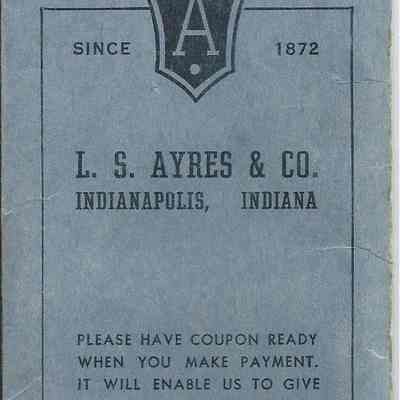 A
SINCE 1872
L. S. AYRES & CO.
INDIANAPOLIS, INDIANA
PLEASE HAVE COUPON READY
WHEN YOU MAKE PAYMENT.
IT WILL ENABLE US TO GIVE